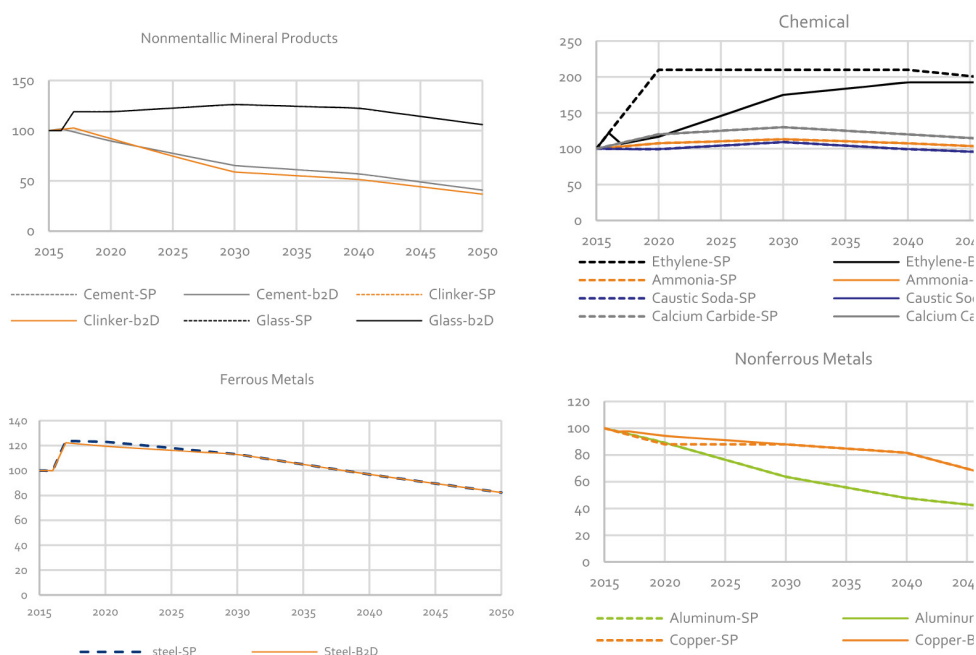 Nonmentallic Mineral Products
150
100
50
0
2015 2020 2025 2030 2035 2040 2045 2050
Cement-SP Cement-b2D Clinker-SP
Clinker-b2D Glass-SP Glass-b2D
Chemical
250
200
150
100
50
0
2015 2020 2025 2030 2035 2040
Ethylene-SP
Ammonia-SP Ammonia-
Caustic Soda-SP
Calcium Carbide-SP
Ferrous Metals
140
120
100
80
60
40
20
0
2015 2020 2025 2030 2035 2040 2045 2050
steel-SP Steel-B2D
Nonferrous Metals
120
100
80
60
40
20
0
2015 2020 2025 2030 2035 2040
Aluminum-SP
Copper-SP